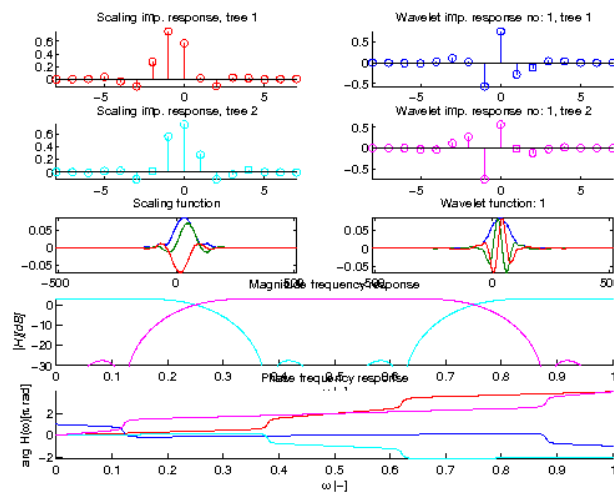 Scaling imp. response, tree 1
Wavelet imp. response no: 1, tree 1
0.6
0.4
0.2
0
−5 0 5
0.5
0
−0.5
−5 0 5
Scaling imp. response, tree 2
Wavelet imp. response no: 1, tree 2
0.6
0.4
0.2
0
−5 0 5
0.5
0
−0.5
−5 0 5
Scaling function
Wavelet function: 1
0.05
0
−0.05
−500 0 500
0.05
0
−0.05
−500 0 500
Magnitude frequency response
|H|[dB]
0
−10
−20
−30
0 0.1 0.2 0.3 0.4 0.5 0.6 0.7 0.8 0.9 1
Phase frequency response
arg H(ω)[π rad]
2
0
−2
0 0.1 0.2 0.3 0.4 0.5 0.6 0.7 0.8 0.9 1
ω [−]